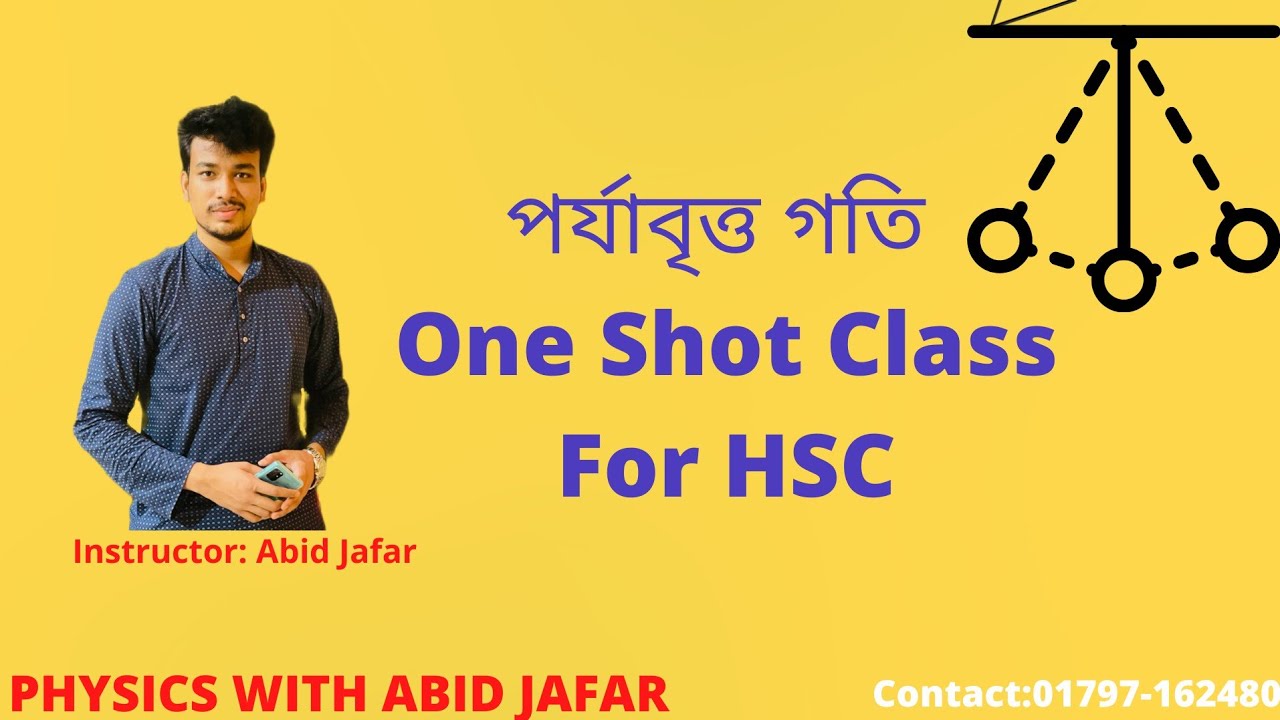 পর্যাবৃত্ত গতি
One Shot Class
For HSC
Instructor: Abid Jafar
PHYSICS WITH ABID JAFAR
Contact:01797-162480